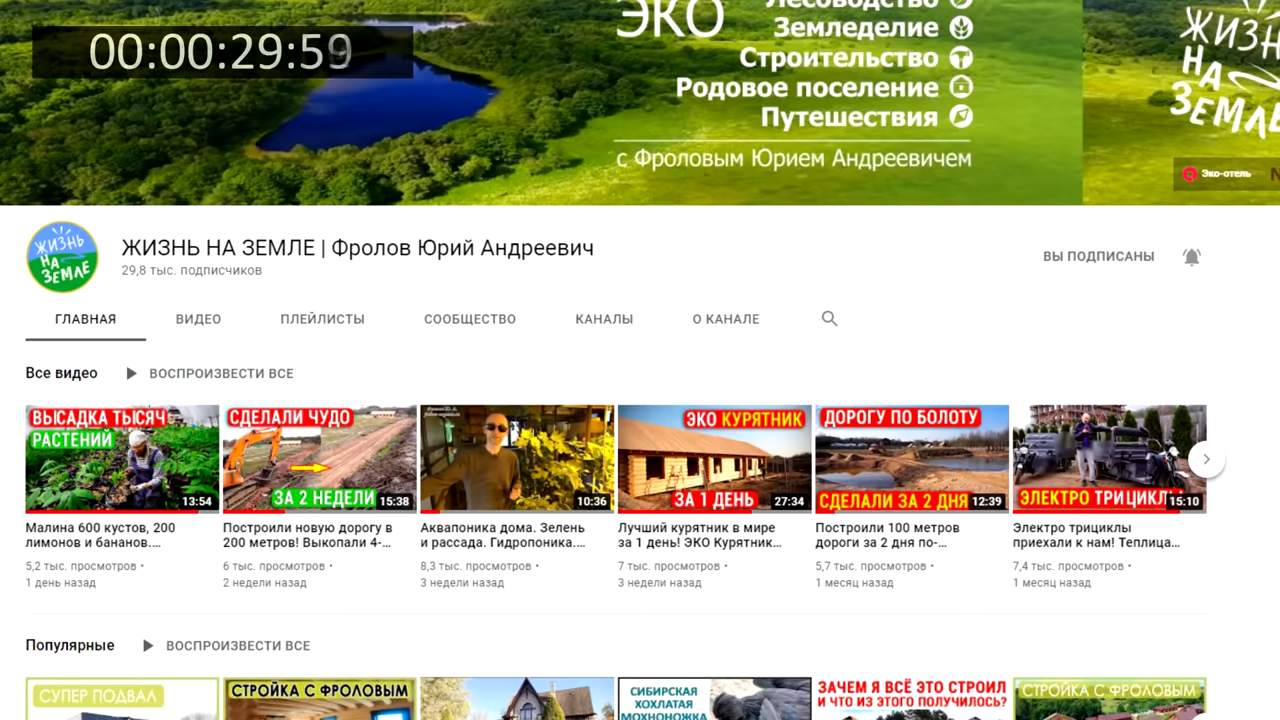 00:00:29:59
ЭКО
Лесоводство
Земледелие
Строительство
Родовое поселение
Путешествия
с Фроловым Юрием Андреевичем
ЖИЗНЬ
НА
ЗЕМЛЕ
Эко-отель
ЖИЗНЬ
НА
ЗЕМЛЕ
ЖИЗНЬ НА ЗЕМЛЕ | Фролов Юрий Андреевич
29,8 тыс. подписчиков
ВЫ ПОДПИСАНЫ
ГЛАВНАЯ ВИДЕО ПЛЕЙЛИСТЫ СООБЩЕСТВО КАНАЛЫ О КАНАЛЕ
Все видео ВОСПРОИЗВЕСТИ ВСЕ
ВЫСАДКА ТЫСЯЧ
РАСТЕНИЙ
13:54
Малина 600 кустов, 200
лимонов и бананов....
5,2 тыс. просмотров •
1 день назад
СДЕЛАЛИ ЧУДО
ЗА 2 НЕДЕЛИ
15:38
Построили новую дорогу в
200 метров! Выкопали 4-...
6 тыс. просмотров •
2 недели назад
10:36
Аквапоника дома. Зелень
и рассада. Гидропоника....
8,3 тыс. просмотров •
3 недели назад
ЭКО КУРЯТНИК
ЗА 1 ДЕНЬ
27:34
Лучший курятник в мире
за 1 день! ЭКО Курятник...
7 тыс. просмотров •
3 недели назад
ДОРОГУ ПО БОЛОТУ
СДЕЛАЛИ ЗА 2 ДНЯ
12:39
Построили 100 метров
дороги за 2 дня по-...
5,7 тыс. просмотров •
1 месяц назад
ЭЛЕКТРО ТРИЦИКЛЫ
15:10
Электро трициклы
приехали к нам! Теплица...
7,4 тыс. просмотров •
1 месяц назад
Популярные ВОСПРОИЗВЕСТИ ВСЕ
СУПЕР ПОДВАЛ
СТРОЙКА С ФРОЛОВЫМ
СИБИРСКАЯ
ХОХЛАТАЯ
МОХНОНОЖКА
ЗАЧЕМ Я ВСЁ ЭТО СТРОИЛ
И ЧТО ИЗ ЭТОГО ПОЛУЧИЛОСЬ?
СТРОЙКА С ФРОЛОВЫМ